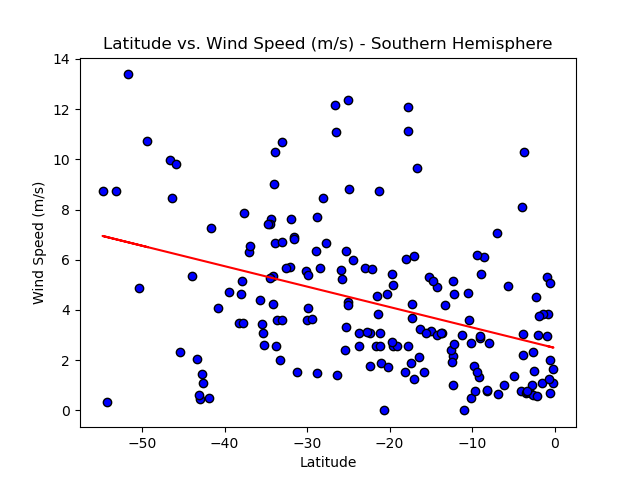 Latitude vs. Wind Speed (m/s) - Southern Hemisphere
14
12
10
8
6
4
2
0
Wind Speed (m/s)
−50 −40 −30 −20 −10 0
Latitude